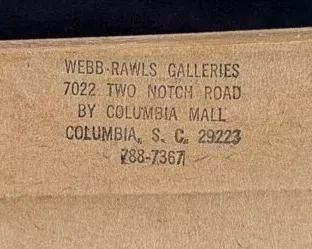 WEBB-RAWLS GALLERIES
7022 TWO NOTCH ROAD
BY COLUMBIA MALL
COLUMBIA, S. C. 29223
788-7367